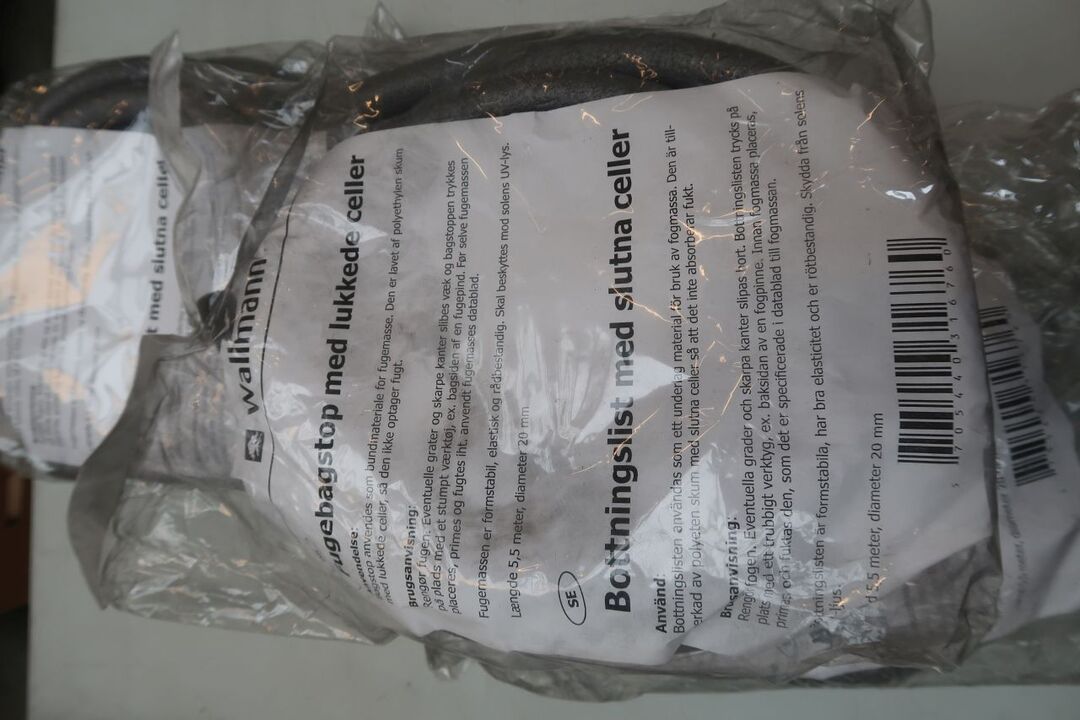 wallmann
Fugebagstop med lukkede celler
bagstop anvendes som bundmateriale for fugemasse. Den er lavet af polyethylen skum
med lukkede celler, så den ikke optager fugt.
Brugsanvisning:
Rengør fugen. Eventuelle grater og skarpe kanter slibes væk og bagstoppen trykkes
på plads med et stumpt værktøj, ex. bagsiden af en fugepind. Før selve fugemassen
placeres, primes og fugtes iht. anvendt fugemasses datablad.
Fugemassen er formstabil, elastisk og rådbestandig. Skal beskyttes mod solens UV-lys.
Længde 5,5 meter, diameter 20 mm
SE
Bottningslist med slutna celler
Använd:
Bottningslisten användas som ett underlag material för bruk av fogmassa. Den är till-
erkad av polyeten skum med slutna celler så att det inte absorberar fukt.
Brugsanvisning:
Rengör fogen. Eventuella grader och skarpa kanter slipas bort. Bottningslisten trycks på
plats med ett trubbigt verktyg, ex. baksidan av en fogpinne. Innan fogmassa placeras,
primas och fuktas den, som det er specificerade i datablad till fogmassan.
Bottningslisten är formstabila, har bra elasticitet och er rötbestandig. Skydda från solens
ljus.
d 5,5 meter, diameter 20 mm
5 705440 316760
t med slutna celler